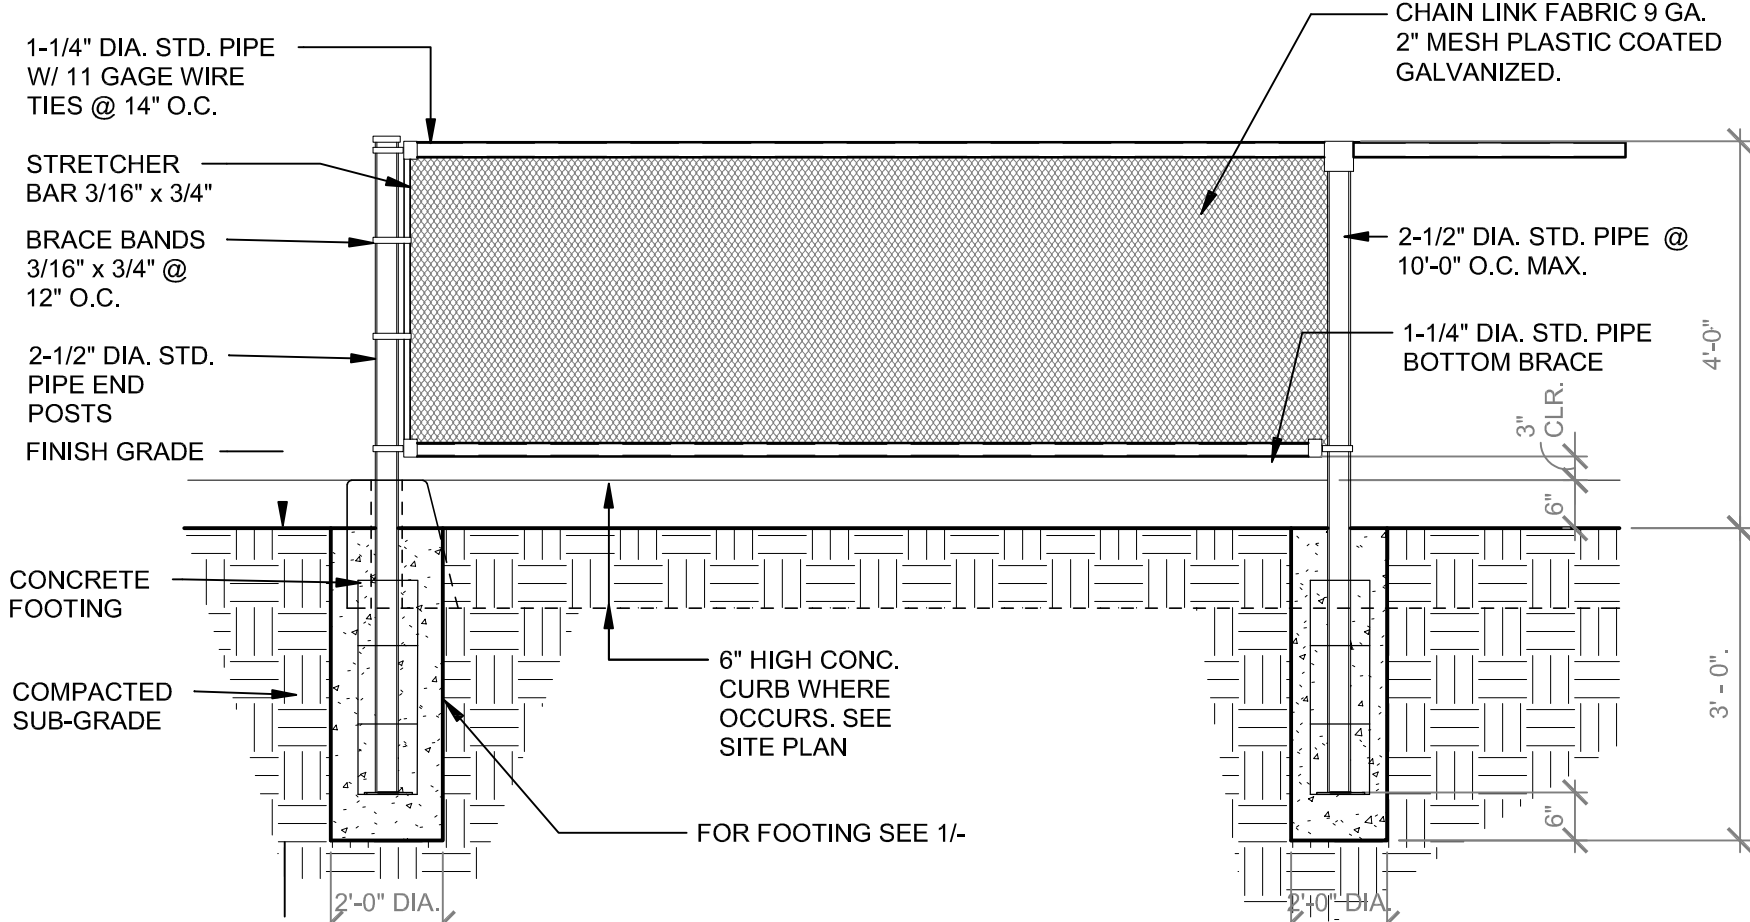 1-1/4" DIA. STD. PIPE
W/ 11 GAGE WIRE
TIES @ 14" O.C.
STRETCHER
BAR 3/16" x 3/4"
BRACE BANDS
3/16" x 3/4" @
12" O.C.
2-1/2" DIA. STD.
PIPE END
POSTS
FINISH GRADE
CONCRETE
FOOTING
COMPACTED
SUB-GRADE
CHAIN LINK FABRIC 9 GA.
2" MESH PLASTIC COATED
GALVANIZED.
2-1/2" DIA. STD. PIPE @
10'-0" O.C. MAX.
1-1/4" DIA. STD. PIPE
BOTTOM BRACE
6" HIGH CONC.
CURB WHERE
OCCURS. SEE
SITE PLAN
FOR FOOTING SEE 1/-
4'-0"
3"
CLR.
6"
3' - 0".
6"
2'-0" DIA.
2'-0" DIA.